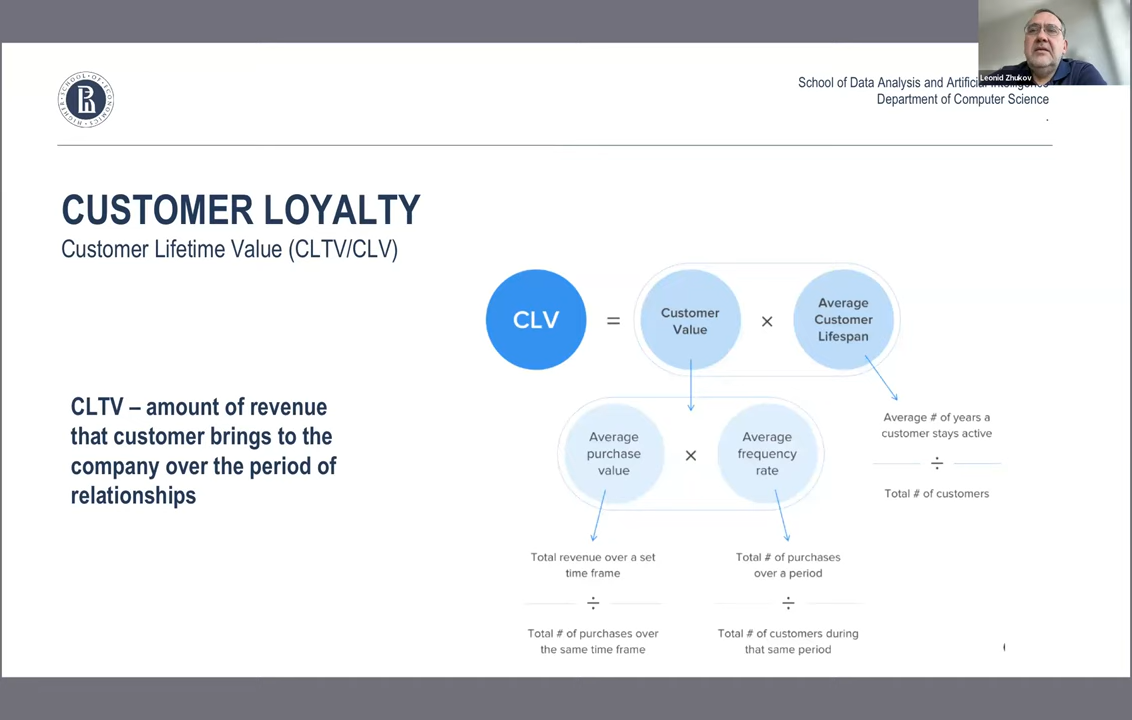 Leonid Zhukov
School of Data Analysis and Artificial Intelligence
Department of Computer Science
.
HIGHER SCHOOL OF ECONOMICS
CUSTOMER LOYALTY
Customer Lifetime Value (CLTV/CLV)
CLTV – amount of revenue
that customer brings to the
company over the period of
relationships
CLV
=
Customer
Value
×
Average
Customer
Lifespan
Average
purchase
value
×
Average
frequency
rate
Average # of years a
customer stays active
÷
Total # of customers
Total revenue over a set
time frame
÷
Total # of purchases over
the same time frame
Total # of purchases
over a period
÷
Total # of customers during
that same period